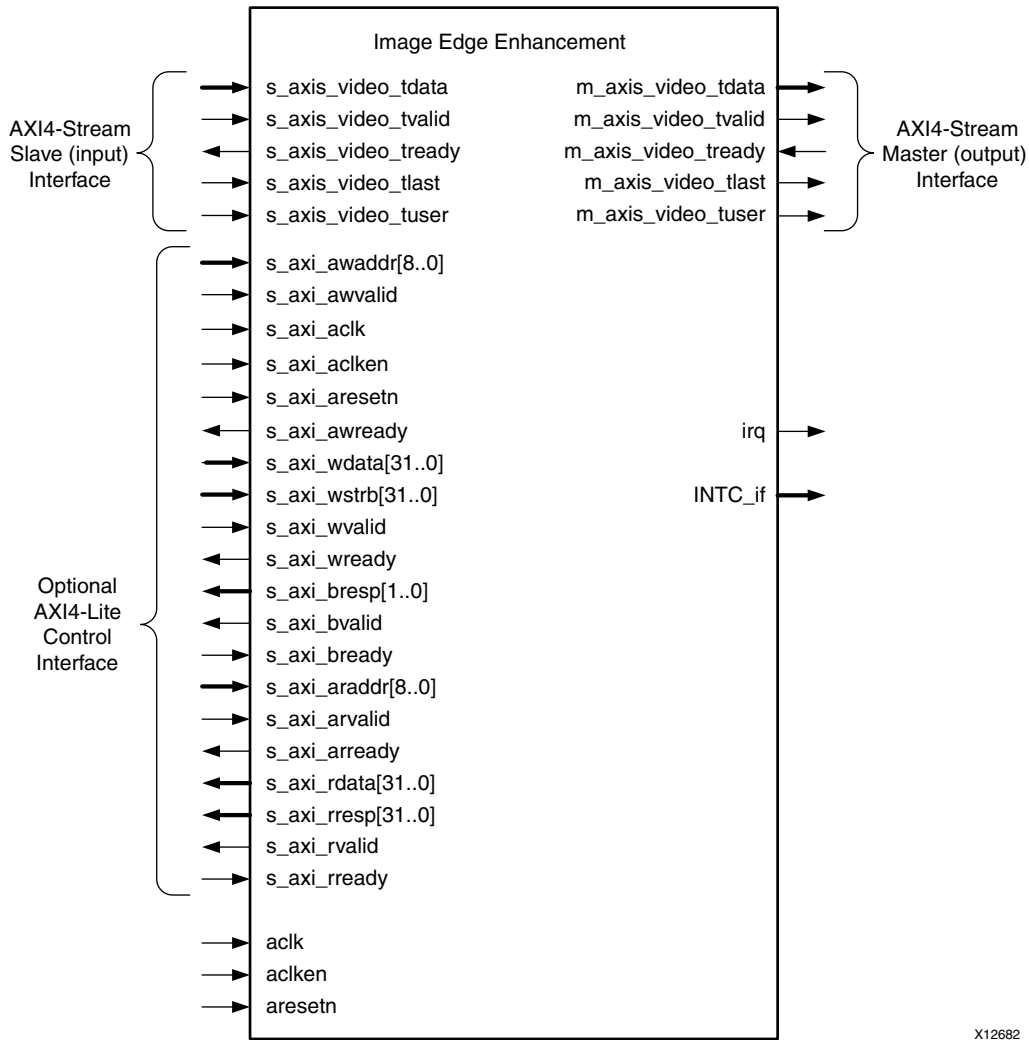 Image Edge Enhancement
AXI4-Stream
Slave (input)
Interface
s_axis_video_tdata
s_axis_video_tvalid
s_axis_video_tready
s_axis_video_tlast
s_axis_video_tuser
m_axis_video_tdata
m_axis_video_tvalid
m_axis_video_tready
m_axis_video_tlast
m_axis_video_tuser
AXI4-Stream
Master (output)
Interface
Optional
AXI4-Lite
Control
Interface
s_axi_awaddr[8..0]
s_axi_awvalid
s_axi_aclk
s_axi_aclken
s_axi_aresetn
s_axi_awready
s_axi_wdata[31..0]
s_axi_wstrb[31..0]
s_axi_wvalid
s_axi_wready
s_axi_bresp[1..0]
s_axi_bvalid
s_axi_bready
s_axi_araddr[8..0]
s_axi_arvalid
s_axi_arready
s_axi_rdata[31..0]
s_axi_rresp[31..0]
s_axi_rvalid
s_axi_rready
irq
INTC_if
aclk
aclken
aresetn
X12682